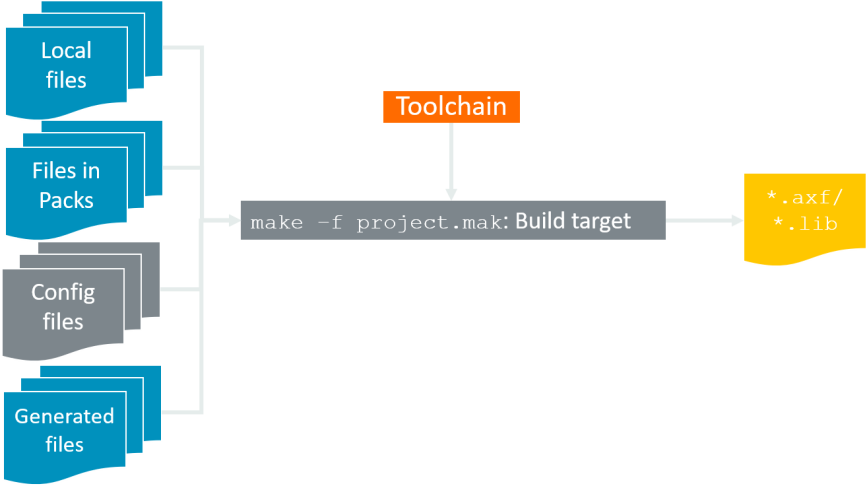 Local
files
Toolchain
Files in
Packs
make –f project.mak: Build target
*.axf/
*.lib
Config
files
Generated
files